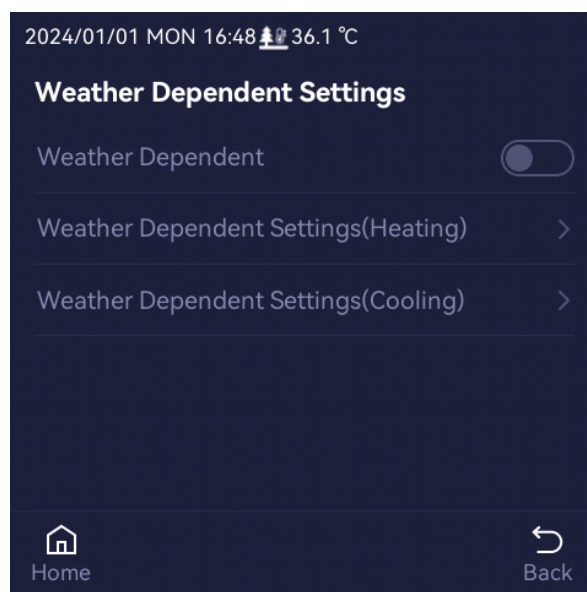 2024/01/01 MON 16:48 36.1 ℃
Weather Dependent Settings
Weather Dependent
Weather Dependent Settings(Heating)
Weather Dependent Settings(Cooling)
Home
Back